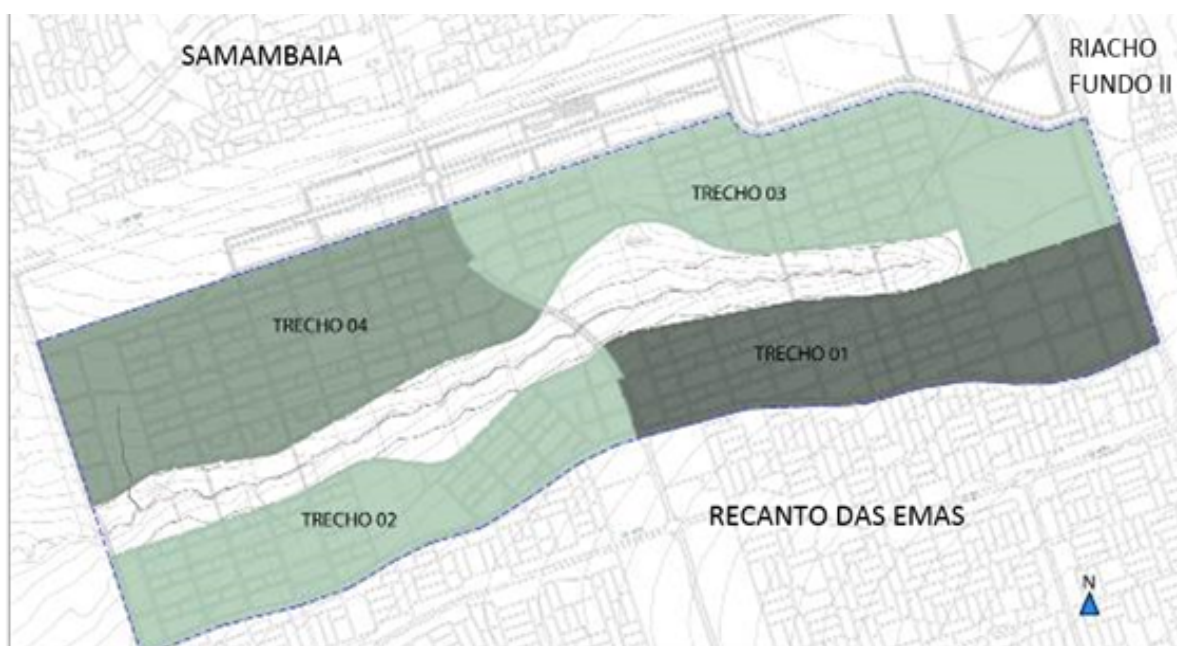 SAMAMBAIA
RIACHO
FUNDO II
TRECHO 03
TRECHO 04
TRECHO 01
TRECHO 02
RECANTO DAS EMAS
N